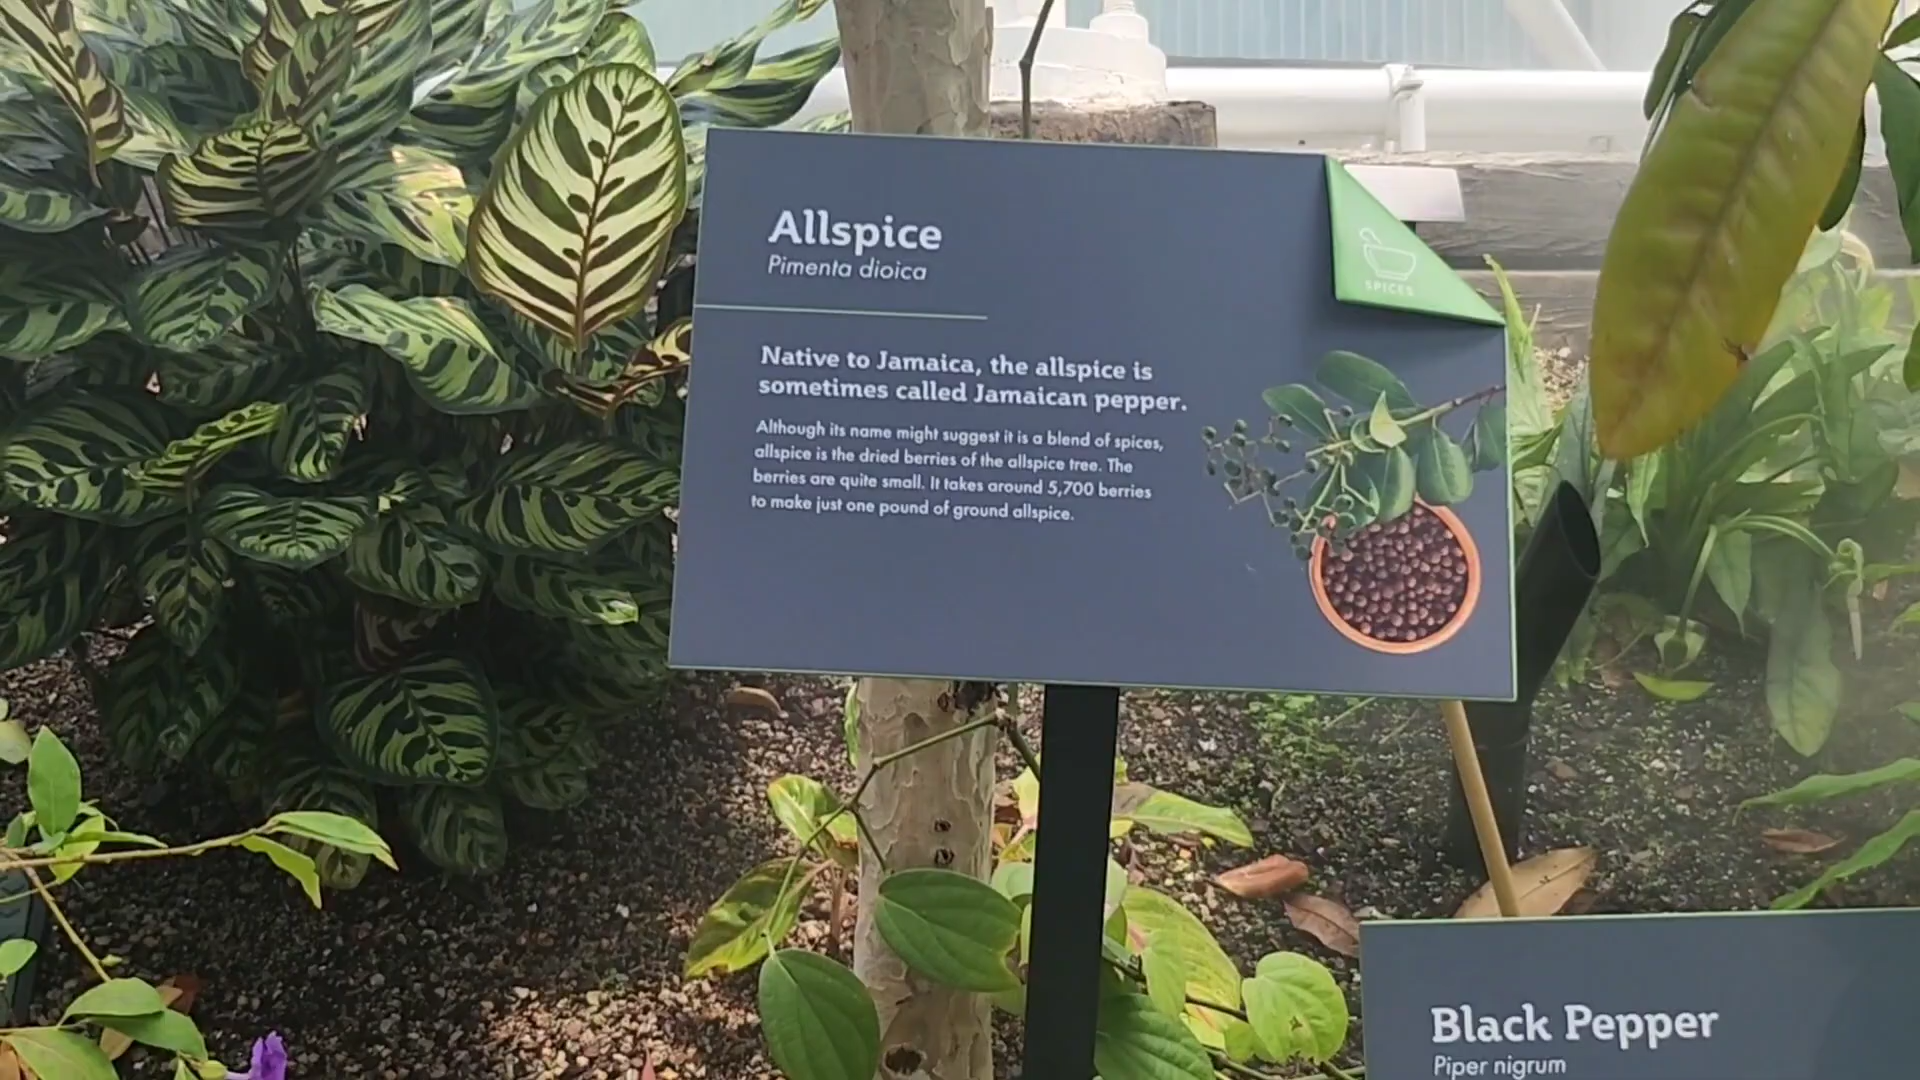 Allspice
Pimenta dioica
SPICES
Native to Jamaica, the allspice is
sometimes called Jamaican pepper.
Although its name might suggest it is a blend of spices,
allspice is the dried berries of the allspice tree. The
berries are quite small. It takes around 5,700 berries
to make just one pound of ground allspice.
Black Pepper
Piper nigrum